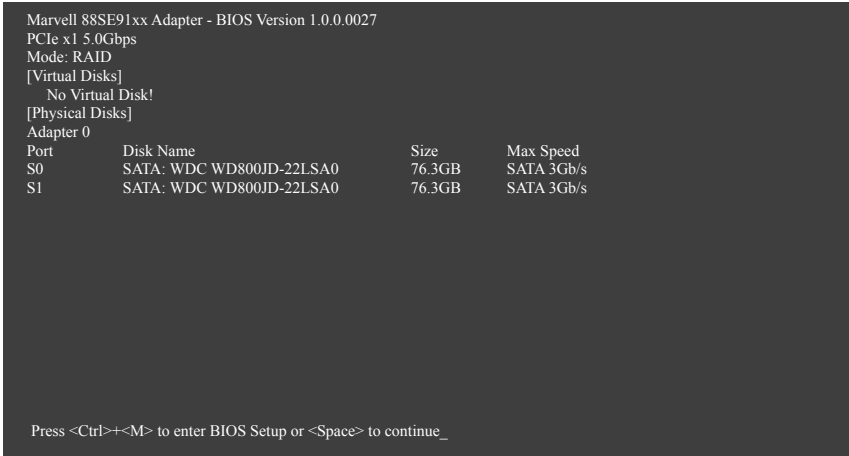 Marvell 88SE91xx Adapter - BIOS Version 1.0.0.0027
PCIe x1 5.0Gbps
Mode: RAID
[Virtual Disks]
No Virtual Disk!
[Physical Disks]
Adapter 0
Port Disk Name Size Max Speed
S0 SATA: WDC WD800JD-22LSA0 76.3GB SATA 3Gb/s
S1 SATA: WDC WD800JD-22LSA0 76.3GB SATA 3Gb/s
Press <Ctrl>+<M> to enter BIOS Setup or <Space> to continue_